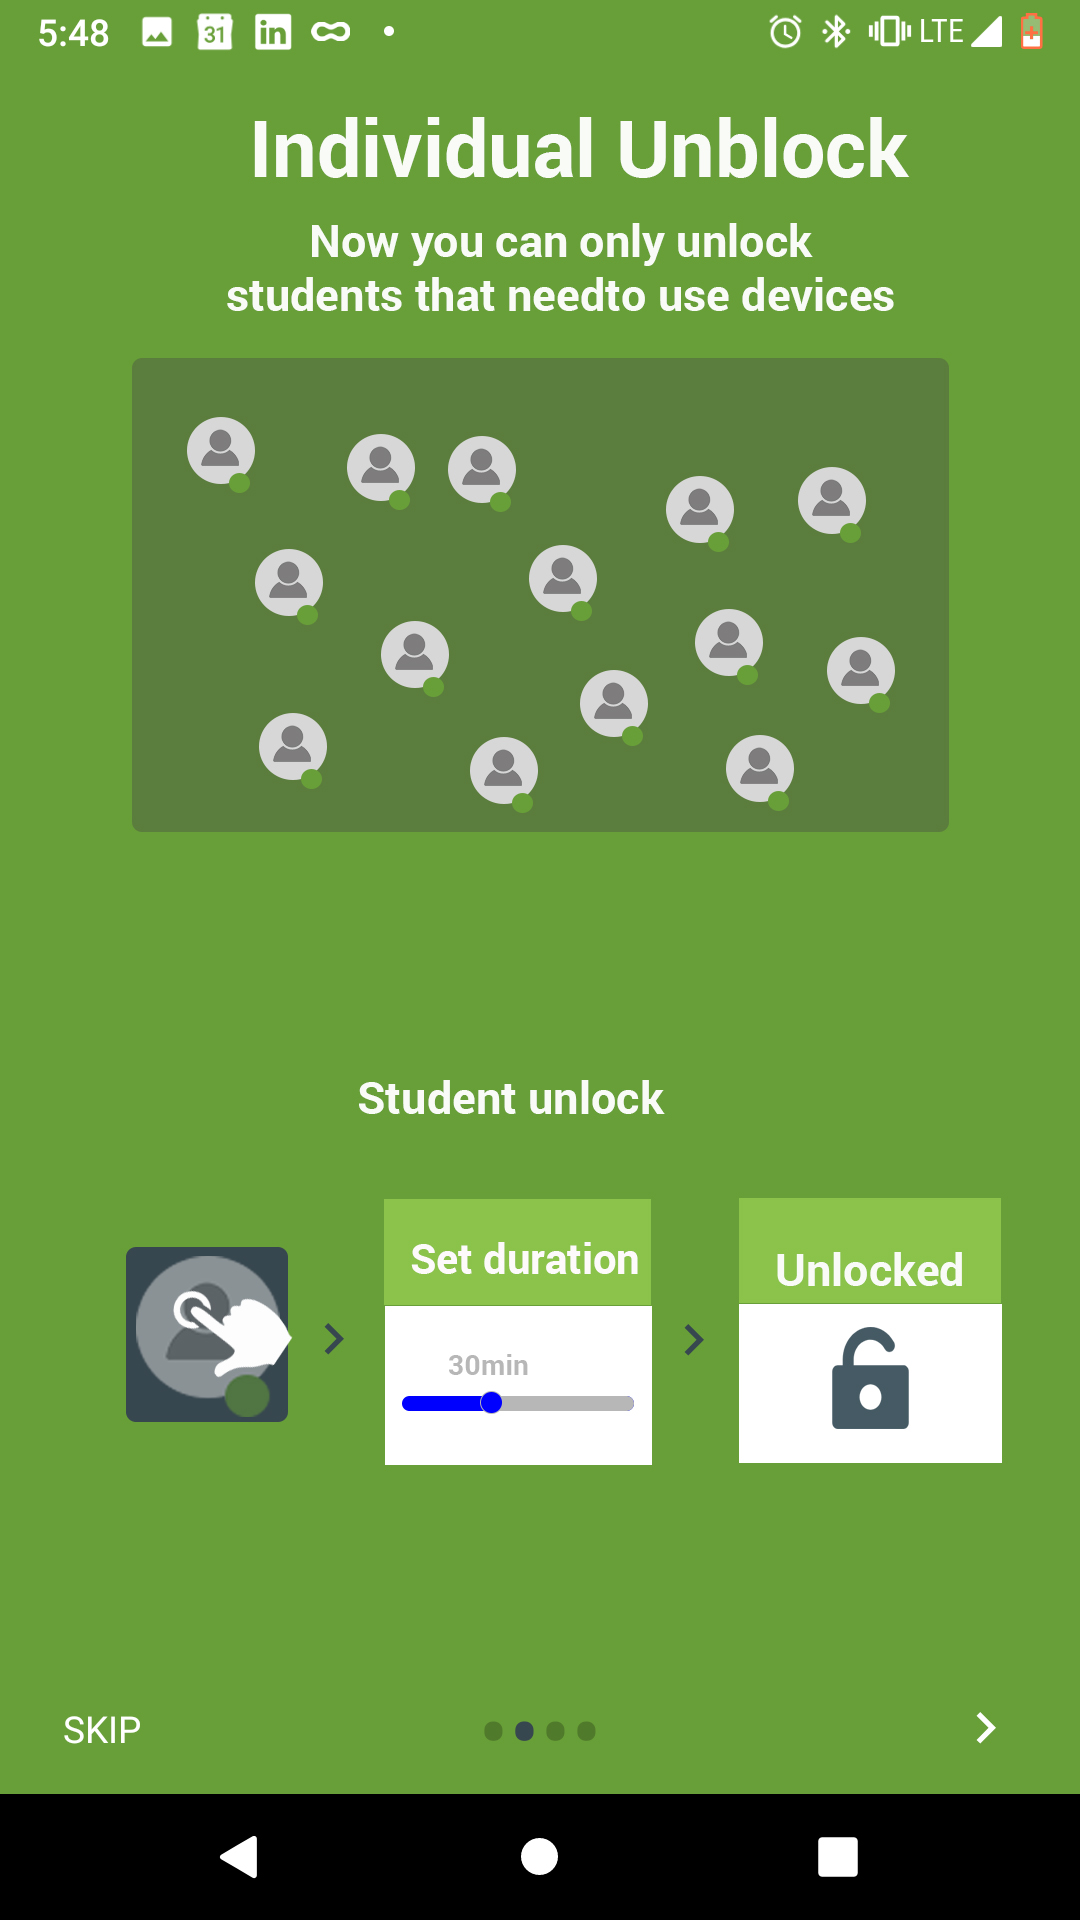 5:48 31 in LTE
Individual Unblock
Now you can only unlock
students that needto use devices
Student unlock
Set duration
Unlocked
30min
SKIP